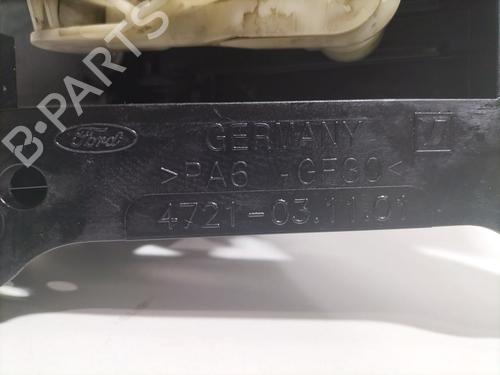 B-PARTS
Ford
GERMANY
>PA6 -GF30<
4721-03.11.01